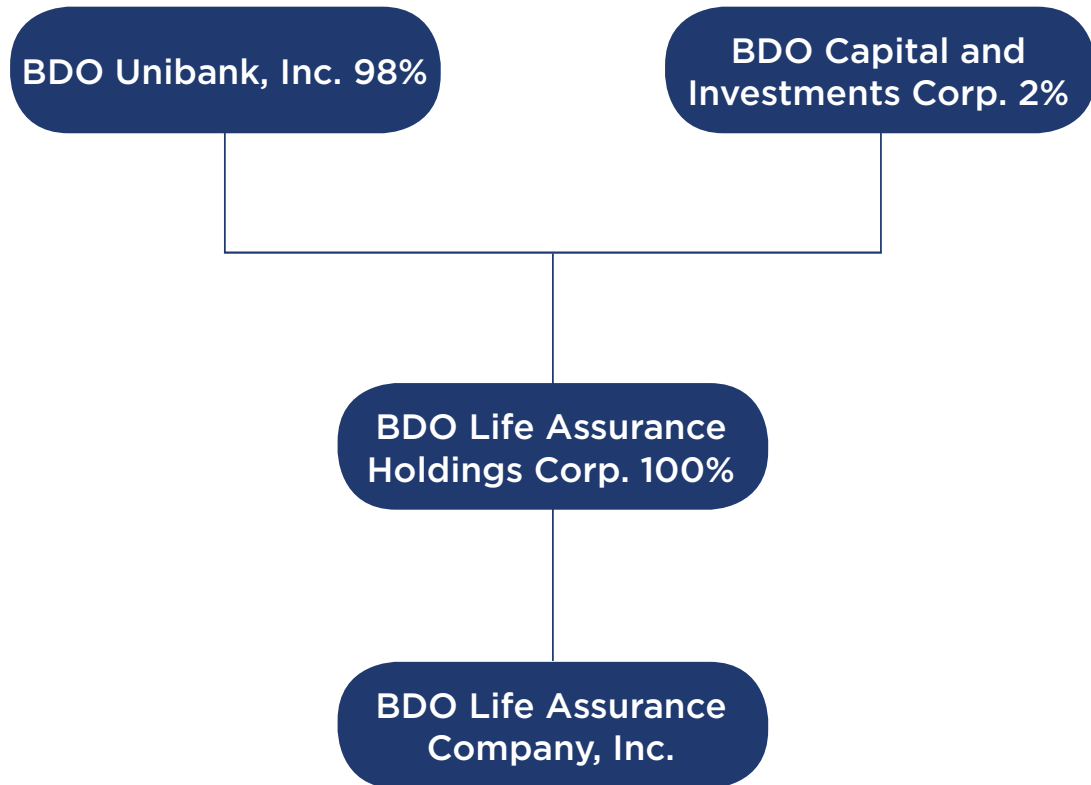 BDO Unibank, Inc. 98%
BDO Capital and
Investments Corp. 2%
BDO Life Assurance
Holdings Corp. 100%
BDO Life Assurance
Company, Inc.